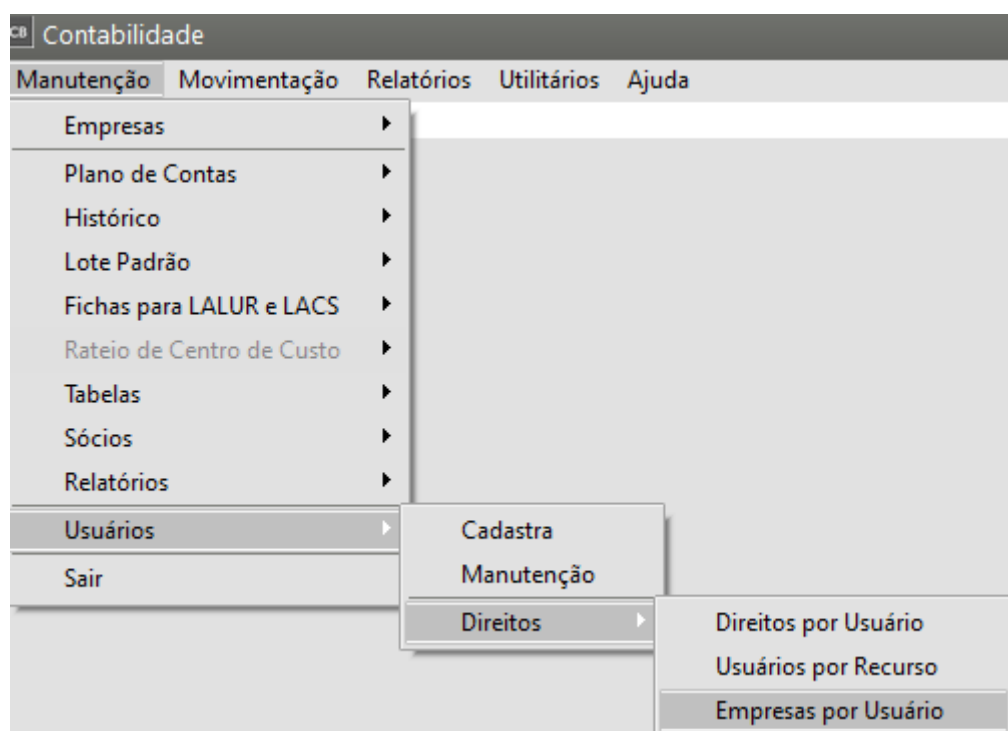 CB Contabilidade
Manutenção Movimentação Relatórios Utilitários Ajuda
Empresas
Plano de Contas
Histórico
Lote Padrão
Fichas para LALUR e LACS
Rateio de Centro de Custo
Tabelas
Sócios
Relatórios
Usuários
Sair
Cadastra
Manutenção
Direitos
Direitos por Usuário
Usuários por Recurso
Empresas por Usuário